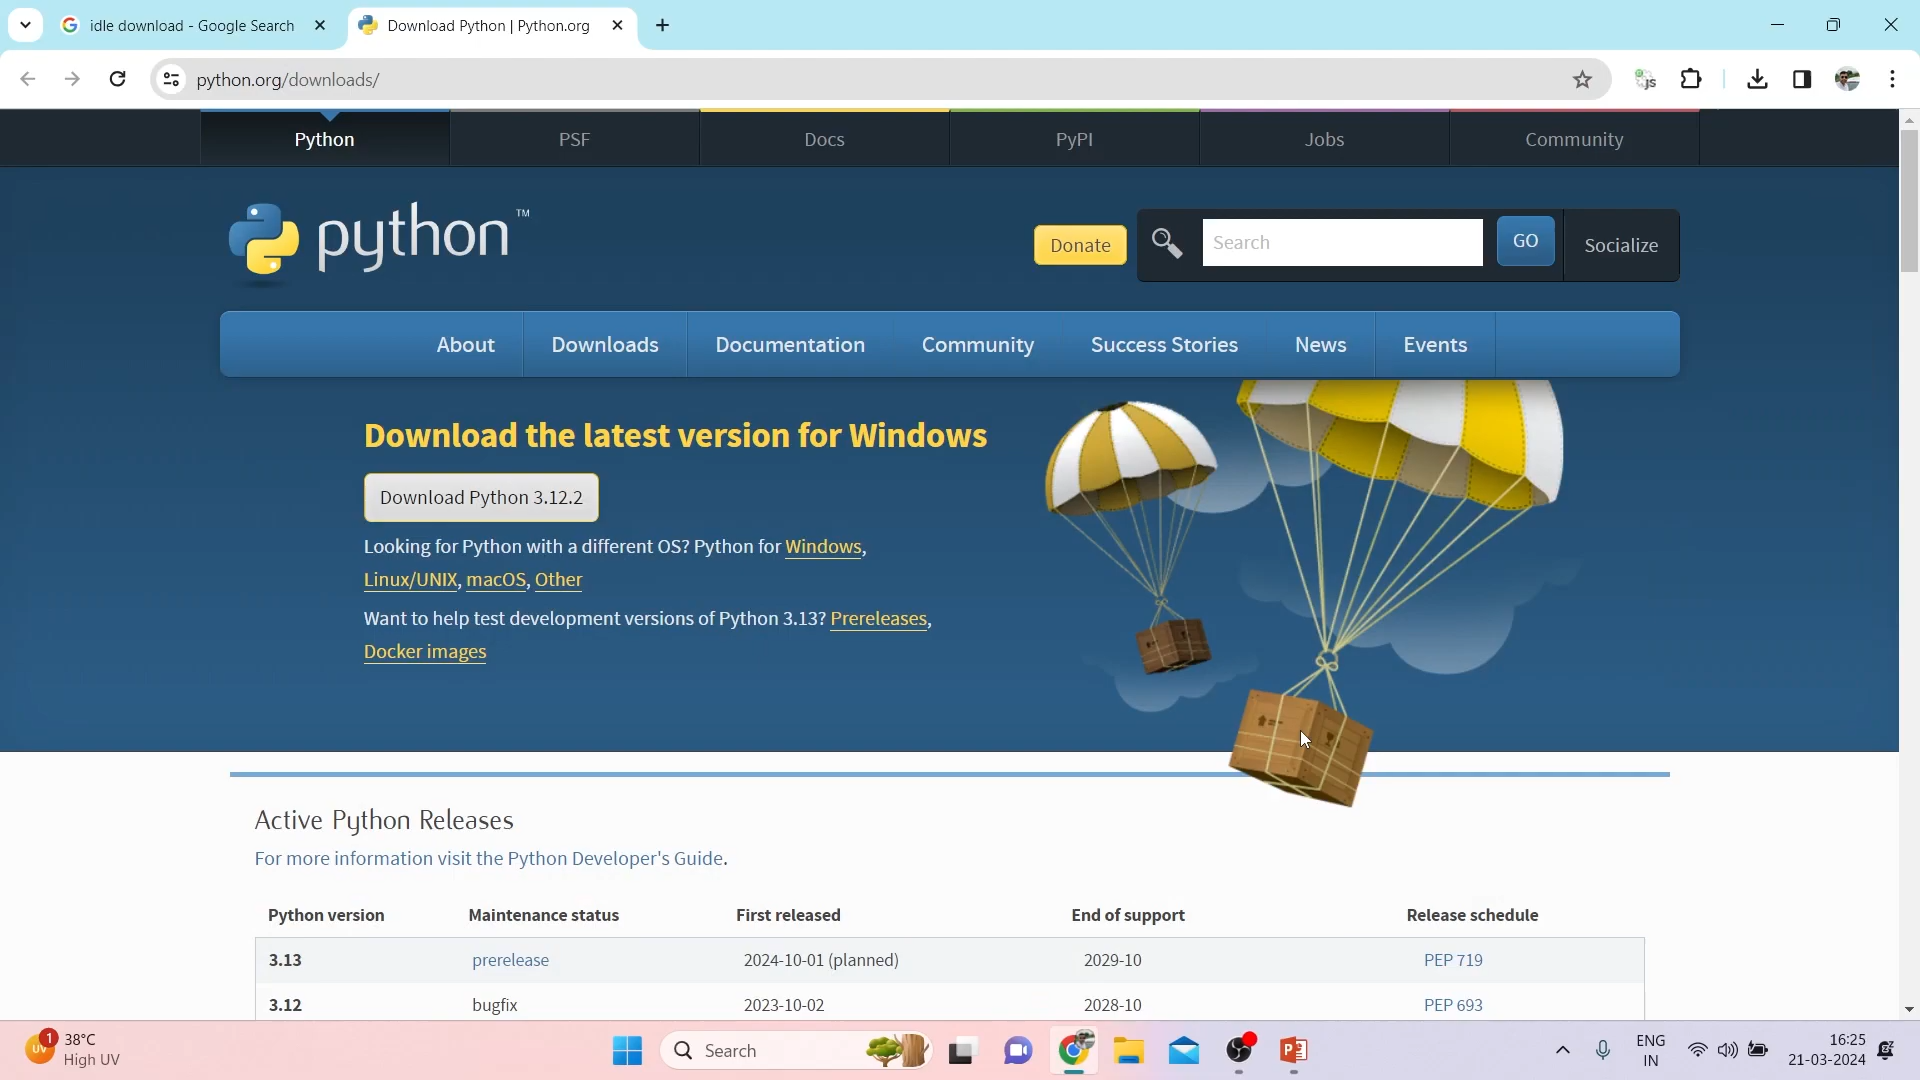 idle download - Google Search
Download Python | Python.org
python.org/downloads/
Python PSF Docs PyPI Jobs Community
python™
Donate
Search
GO
Socialize
About Downloads Documentation Community Success Stories News Events
Download the latest version for Windows
Download Python 3.12.2
Looking for Python with a different OS? Python for Windows,
Linux/UNIX, macOS, Other
Want to help test development versions of Python 3.13? Prereleases,
Docker images
Active Python Releases
For more information visit the Python Developer's Guide.
Python version Maintenance status First released End of support Release schedule
3.13 prerelease 2024-10-01 (planned) 2029-10 PEP 719
3.12 bugfix 2023-10-02 2028-10 PEP 693
UV 1 38°C
High UV
Search
ENG
IN
16:25
21-03-2024